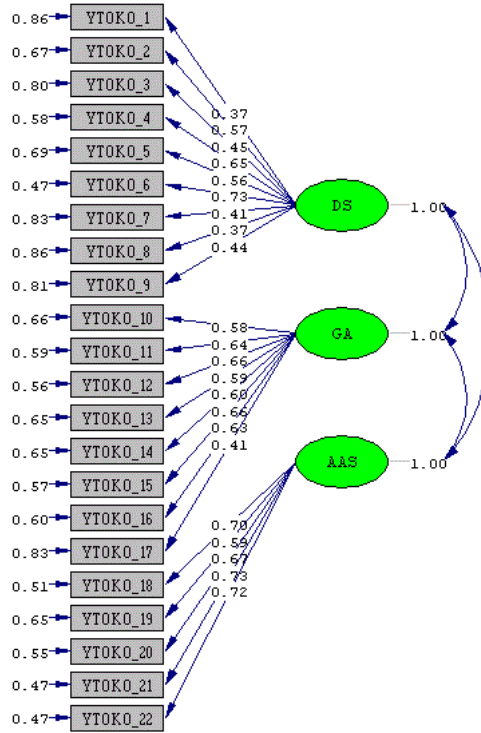 0.86 YTOKO_1
0.67 YTOKO_2
0.80 YTOKO_3
0.58 YTOKO_4
0.69 YTOKO_5
0.47 YTOKO_6
0.83 YTOKO_7
0.86 YTOKO_8
0.81 YTOKO_9
0.66 YTOKO_10
0.59 YTOKO_11
0.56 YTOKO_12
0.65 YTOKO_13
0.65 YTOKO_14
0.57 YTOKO_15
0.60 YTOKO_16
0.83 YTOKO_17
0.51 YTOKO_18
0.65 YTOKO_19
0.55 YTOKO_20
0.47 YTOKO_21
0.47 YTOKO_22
0.37
0.57
0.45
0.65
0.56
0.73
0.41
0.37
0.44
0.58
0.64
0.66
0.59
0.60
0.66
0.63
0.41
0.70
0.59
0.67
0.73
0.72
DS 1.00
GA 1.00
AAS 1.00